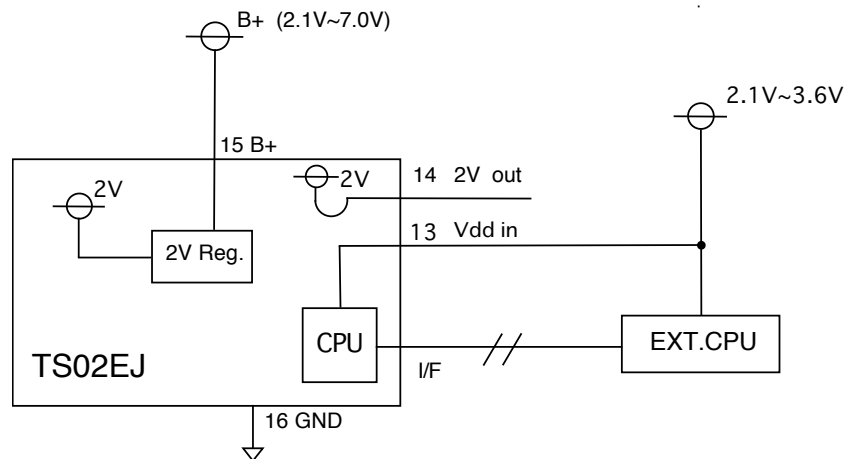 B+ (2.1V~7.0V)
2.1V~3.6V
15 B+
2V
2V
14 2V out
13 Vdd in
2V Reg.
CPU
EXT.CPU
TS02EJ
I/F
16 GND